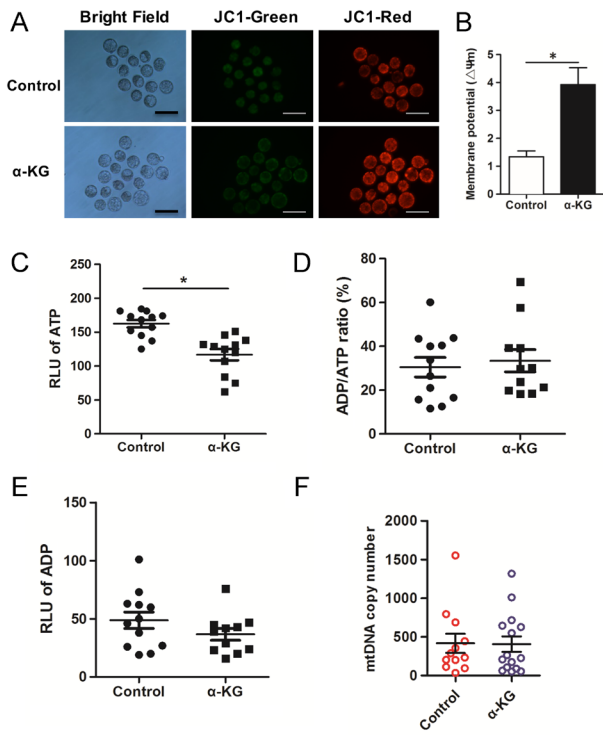 A
Bright Field JC1-Green JC1-Red
Control
α-KG
B
Membrane potential (△Ψm)
5
4
3
2
1
0
*
Control α-KG
C
RLU of ATP
250
200
150
100
50
0
*
Control α-KG
D
ADP/ATP ratio (%)
80
60
40
20
0
Control α-KG
E
RLU of ADP
150
100
50
0
Control α-KG
F
mtDNA copy number
2000
1500
1000
500
0
Control α-KG